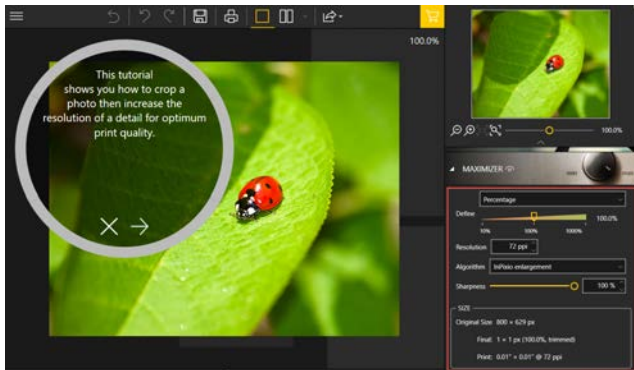 100.0%
This tutorial
shows you how to crop a
photo then increase the
resolution of a detail for optimum
print quality.
100.0%
MAXIMIZER
Percentage
Define
100.0%
10% 100% 1000%
Resolution 72 ppi
Algorithm InPixio enlargement
Sharpness 100 %
SIZE
Original Size 800 × 629 px
Final: 1 × 1 px (100.0%, trimmed)
Print: 0.01" × 0.01" @ 72 ppi